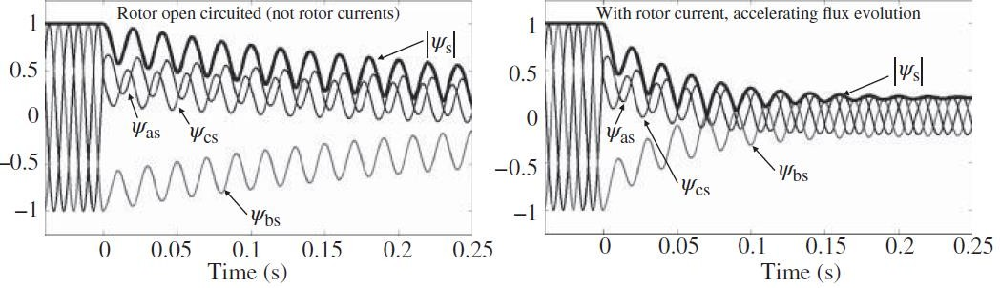 Rotor open circuited (not rotor currents)
1
0.5
0
−0.5
−1
|ψs|
ψas
ψcs
ψbs
0 0.05 0.1 0.15 0.2 0.25
Time (s)
With rotor current, accelerating flux evolution
1
0.5
0
−0.5
−1
|ψs|
ψas
ψcs
ψbs
0 0.05 0.1 0.15 0.2 0.25
Time (s)